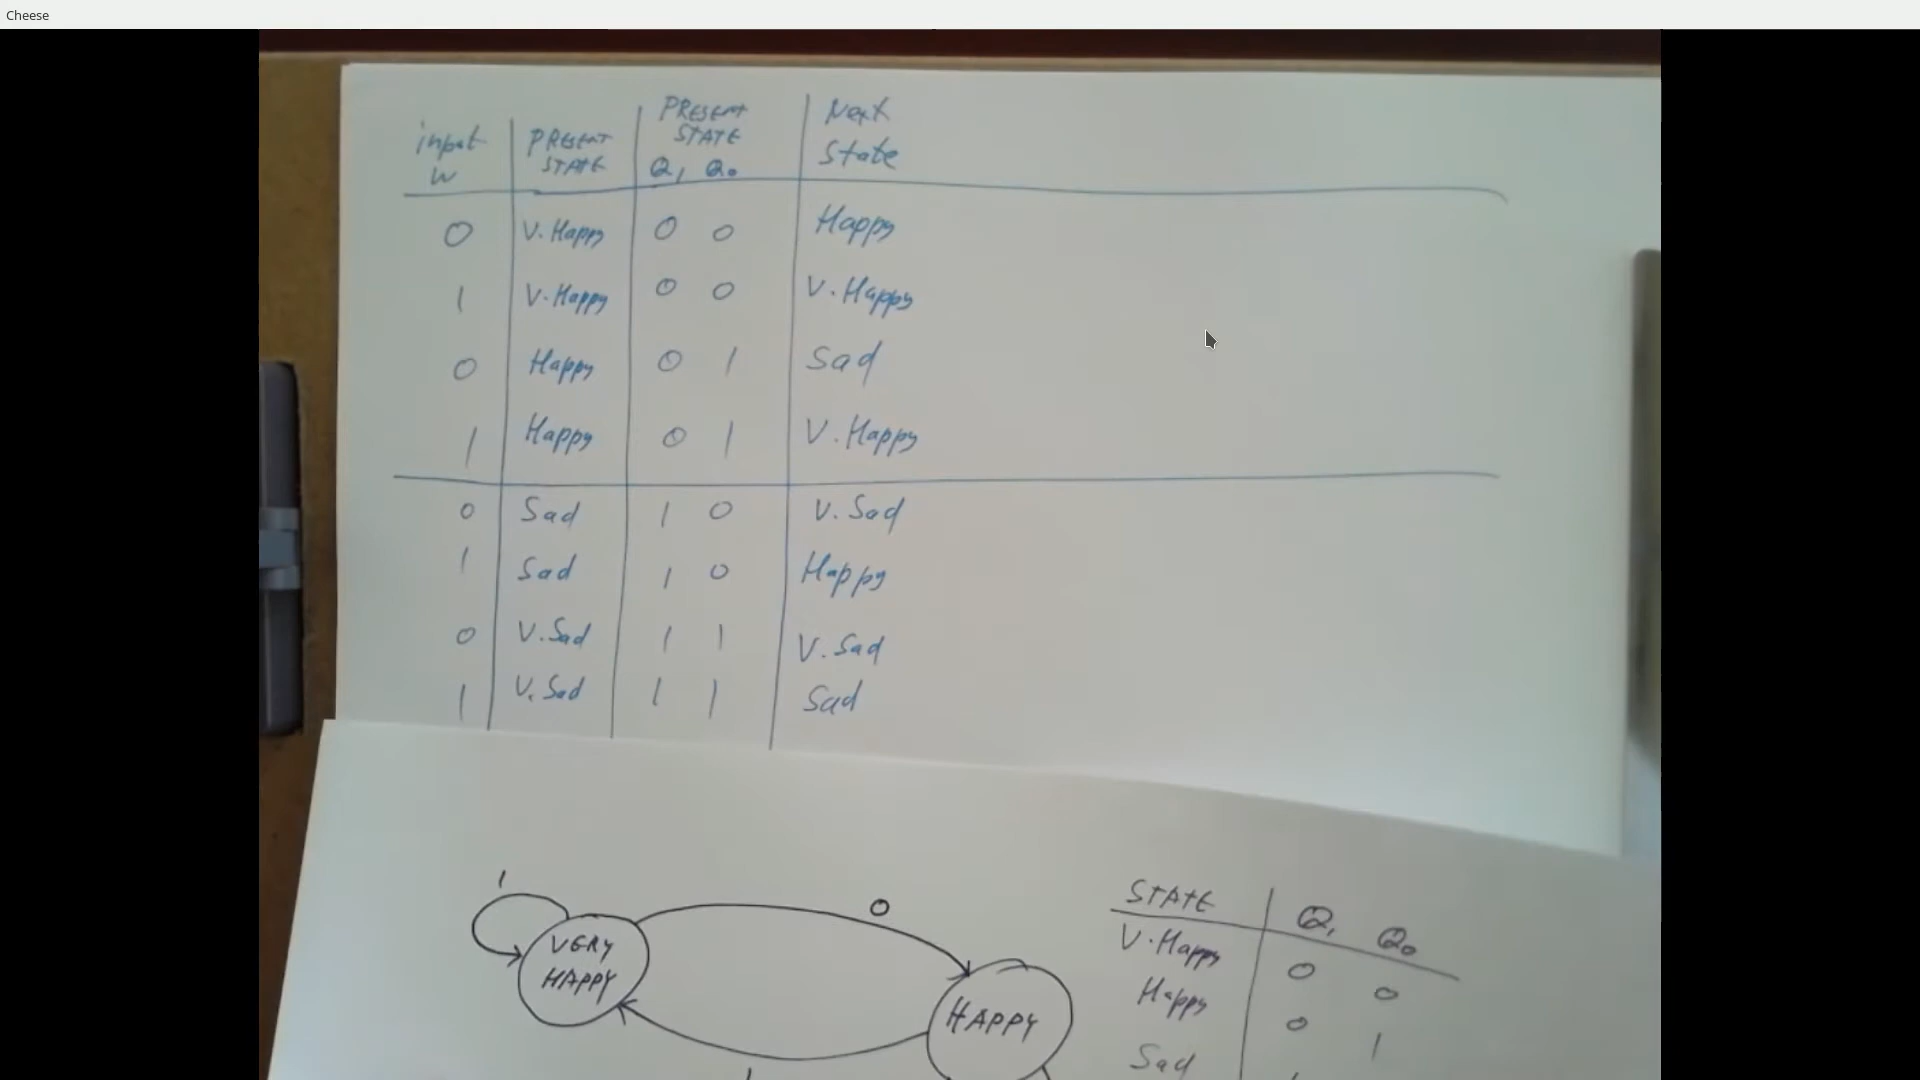 Cheese
input W | PRESENT STATE | PRESENT STATE Q1 Q0 | Next State
0 | V.Happy | 0 0 | Happy
1 | V.Happy | 0 0 | V.Happy
0 | Happy | 0 1 | Sad
1 | Happy | 0 1 | V.Happy
0 | Sad | 1 0 | V.Sad
1 | Sad | 1 0 | Happy
0 | V.Sad | 1 1 | V.Sad
1 | V.Sad | 1 1 | Sad
1
0
VERY
HAPPY
HAPPY
STATE | Q1 Q0
V.Happy | 0 0
Happy | 0 1
Sad